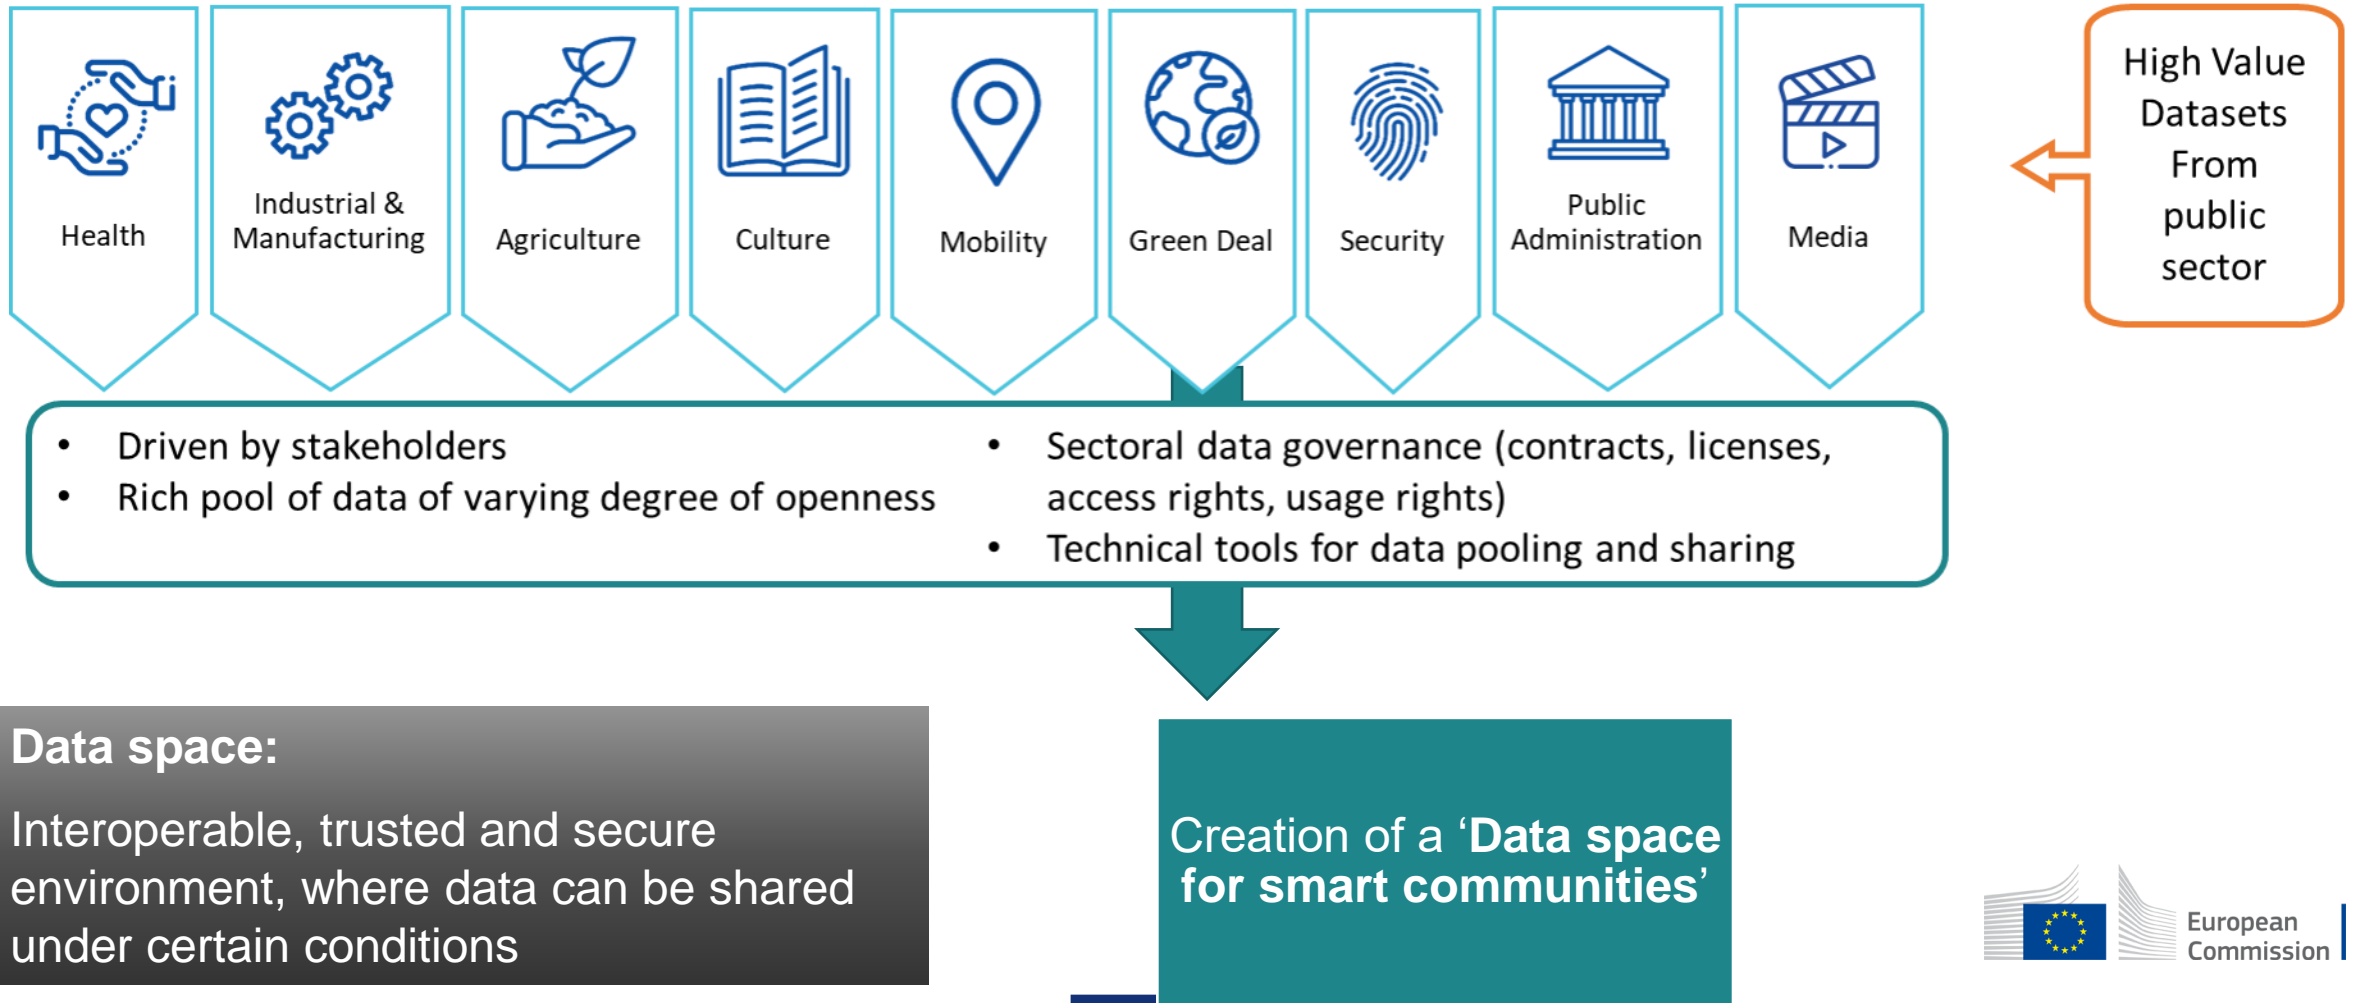 Health
Industrial &
Manufacturing
Agriculture
Culture
Mobility
Green Deal
Security
Public
Administration
Media
High Value
Datasets
From
public
sector
• Driven by stakeholders
• Rich pool of data of varying degree of openness
• Sectoral data governance (contracts, licenses,
access rights, usage rights)
• Technical tools for data pooling and sharing
Data space:
Interoperable, trusted and secure
environment, where data can be shared
under certain conditions
Creation of a ‘Data space
for smart communities’
European
Commission